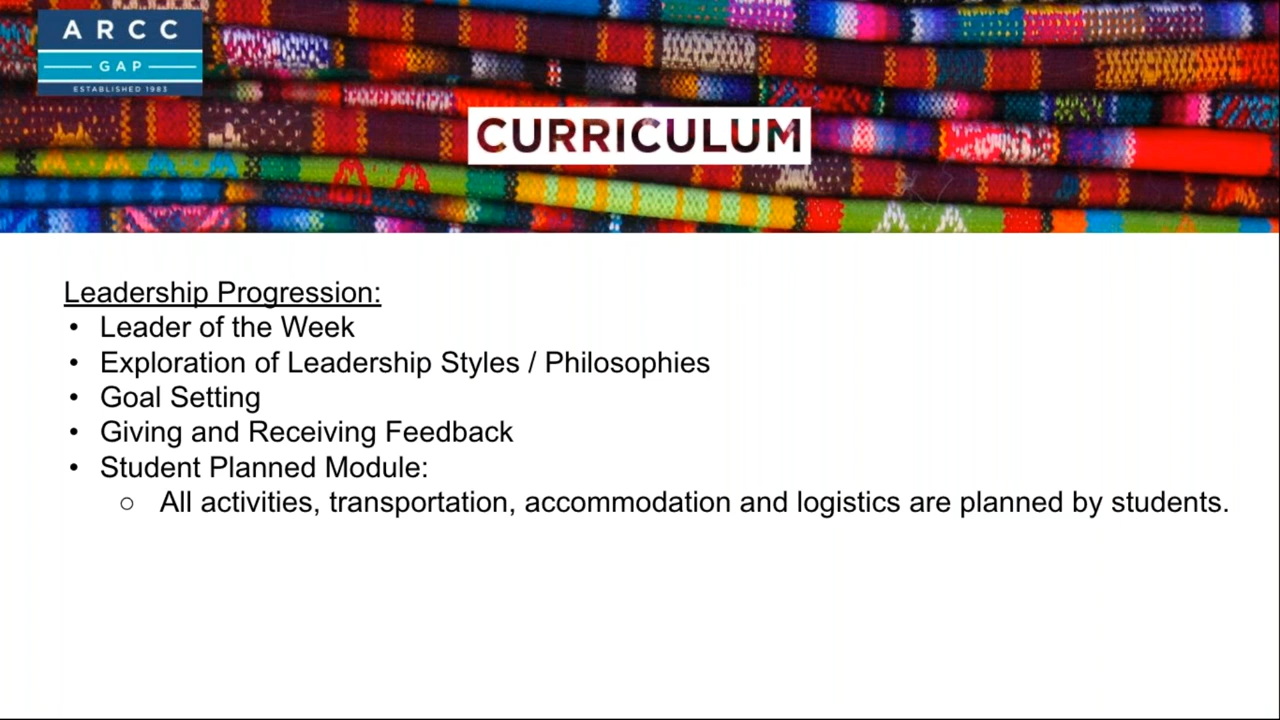 ARCC
GAP
ESTABLISHED 1983
CURRICULUM
Leadership Progression:
• Leader of the Week
• Exploration of Leadership Styles / Philosophies
• Goal Setting
• Giving and Receiving Feedback
• Student Planned Module:
○ All activities, transportation, accommodation and logistics are planned by students.